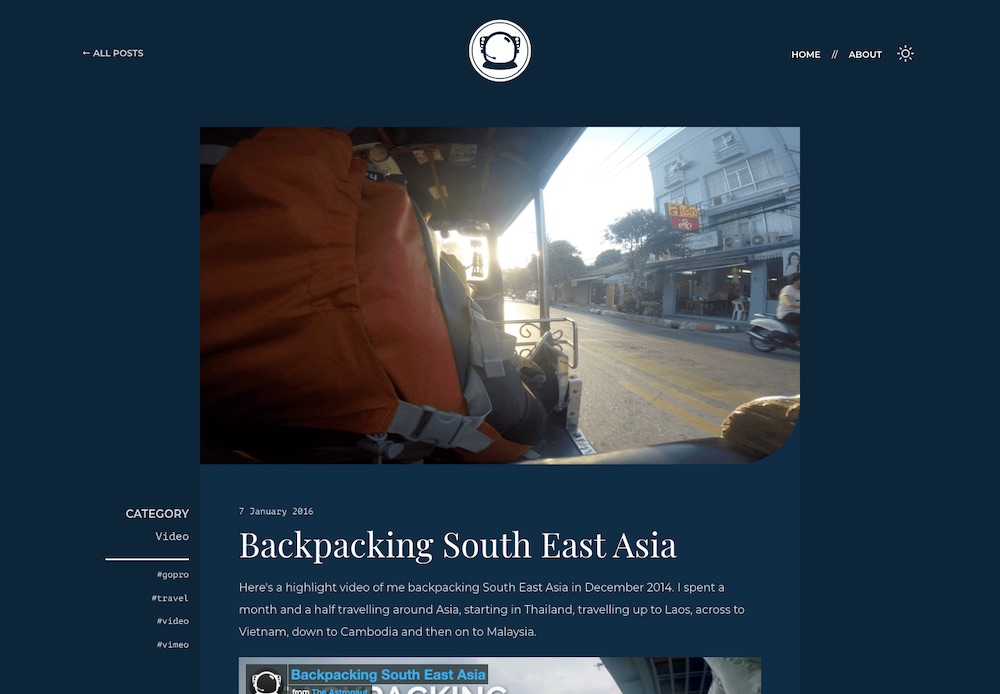 ← ALL POSTS
HOME // ABOUT
CATEGORY
Video
#gopro
#travel
#video
#vimeo
7 January 2016
Backpacking South East Asia
Here's a highlight video of me backpacking South East Asia in December 2014. I spent a
month and a half travelling around Asia, starting in Thailand, travelling up to Laos, across to
Vietnam, down to Cambodia and then on to Malaysia.
Backpacking South East Asia
from The Astronaut
PACKING